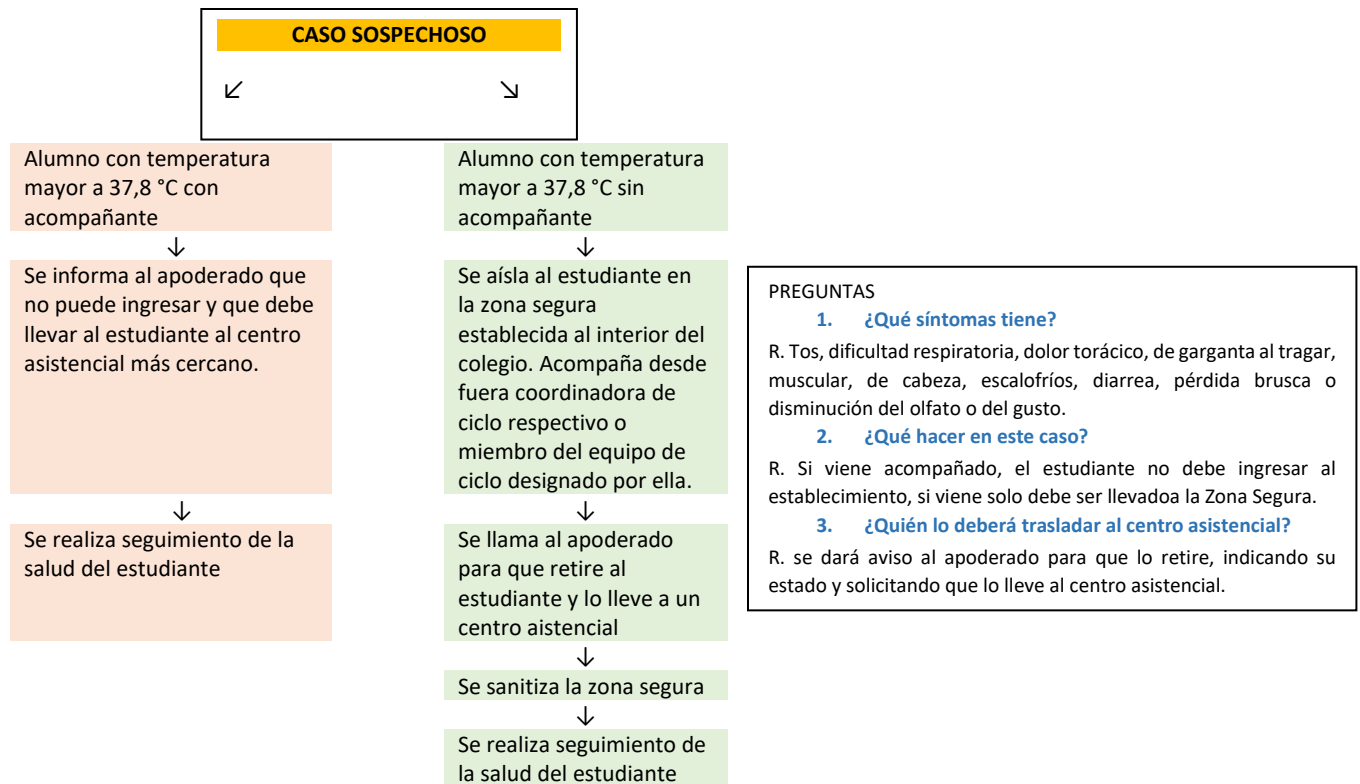 CASO SOSPECHOSO
↙ ↘
Alumno con temperatura
mayor a 37,8 °C con
acompañante
↓
Se informa al apoderado que
no puede ingresar y que debe
llevar al estudiante al centro
asistencial más cercano.
↓
Se realiza seguimiento de la
salud del estudiante
Alumno con temperatura
mayor a 37,8 °C sin
acompañante
↓
Se aísla al estudiante en
la zona segura
establecida al interior del
colegio. Acompaña desde
fuera coordinadora de
ciclo respectivo o
miembro del equipo de
ciclo designado por ella.
↓
Se llama al apoderado
para que retire al
estudiante y lo lleve a un
centro aistencial
↓
Se sanitiza la zona segura
↓
Se realiza seguimiento de
la salud del estudiante
PREGUNTAS
1. ¿Qué síntomas tiene?
R. Tos, dificultad respiratoria, dolor torácico, de garganta al tragar,
muscular, de cabeza, escalofríos, diarrea, pérdida brusca o
disminución del olfato o del gusto.
2. ¿Qué hacer en este caso?
R. Si viene acompañado, el estudiante no debe ingresar al
establecimiento, si viene solo debe ser llevadoa la Zona Segura.
3. ¿Quién lo deberá trasladar al centro asistencial?
R. se dará aviso al apoderado para que lo retire, indicando su
estado y solicitando que lo lleve al centro asistencial.